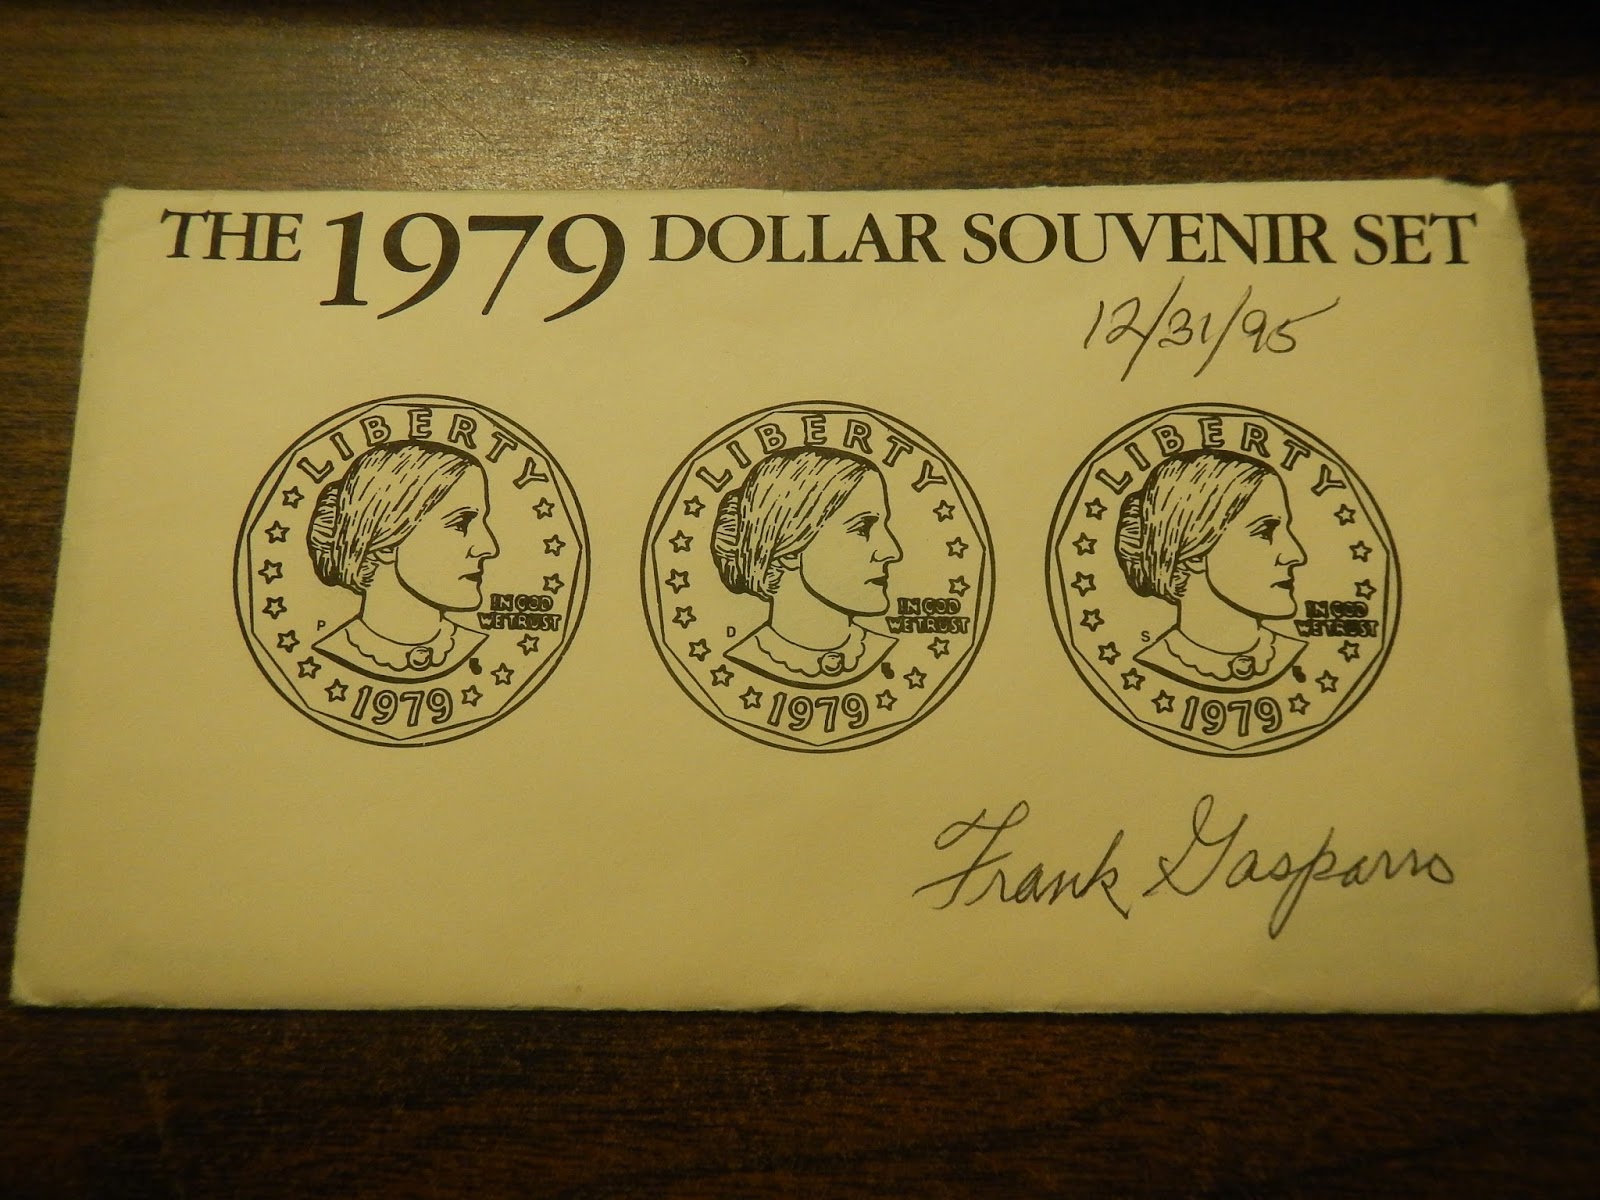 THE 1979 DOLLAR SOUVENIR SET
12/31/95
LIBERTY
IN GOD
WE TRUST
P
1979
LIBERTY
IN GOD
WE TRUST
D
1979
LIBERTY
IN GOD
WE TRUST
S
1979
Frank Gasparro